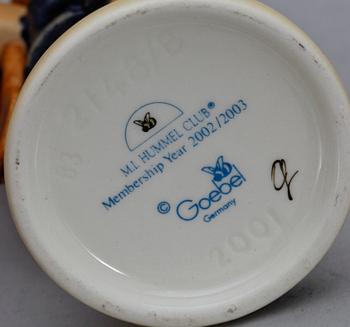 M.I. HUMMEL CLUB®
Membership Year 2002/2003
© Goebel
Germany
2001